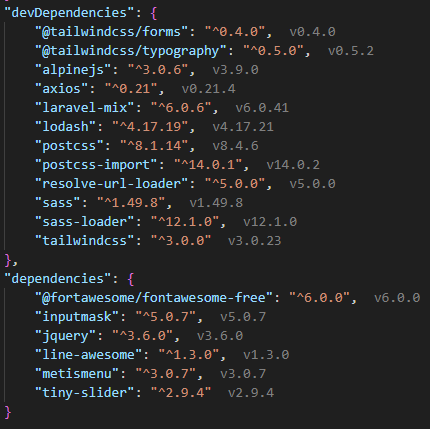 "devDependencies": {
"@tailwindcss/forms": "^0.4.0", v0.4.0
"@tailwindcss/typography": "^0.5.0", v0.5.2
"alpinejs": "^3.0.6", v3.9.0
"axios": "^0.21", v0.21.4
"laravel-mix": "^6.0.6", v6.0.41
"lodash": "^4.17.19", v4.17.21
"postcss": "^8.1.14", v8.4.6
"postcss-import": "^14.0.1", v14.0.2
"resolve-url-loader": "^5.0.0", v5.0.0
"sass": "^1.49.8", v1.49.8
"sass-loader": "^12.1.0", v12.1.0
"tailwindcss": "^3.0.0" v3.0.23
},
"dependencies": {
"@fortawesome/fontawesome-free": "^6.0.0", v6.0.0
"inputmask": "^5.0.7", v5.0.7
"jquery": "^3.6.0", v3.6.0
"line-awesome": "^1.3.0", v1.3.0
"metismenu": "^3.0.7", v3.0.7
"tiny-slider": "^2.9.4" v2.9.4
}